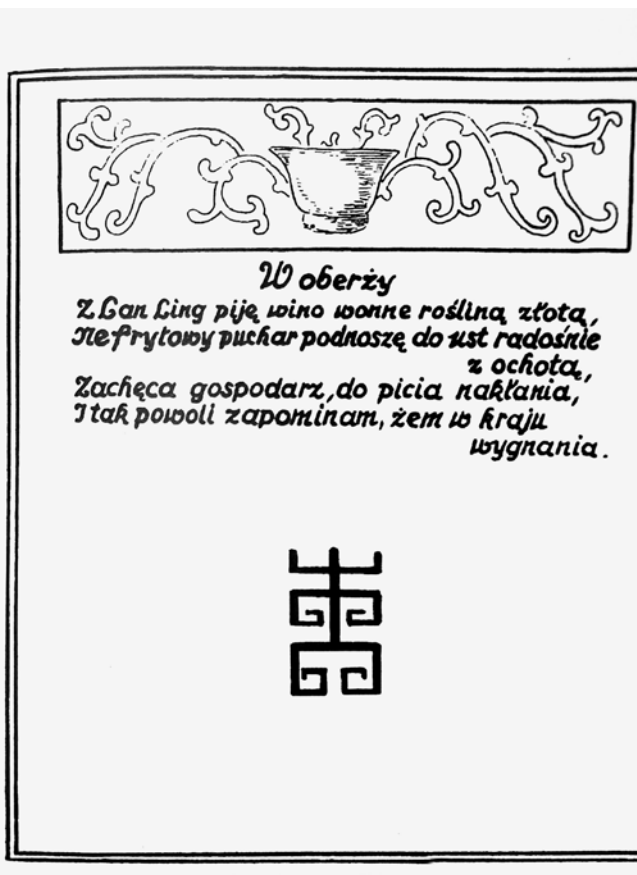 W oberży
Z Lan Ling piję wino wonne rośliną złotą,
Nefrytowy puchar podnoszę do ust radośnie
z ochotą,
Zachęca gospodarz, do picia nakłania,
I tak powoli zapominam, żem w kraju
wygnania.